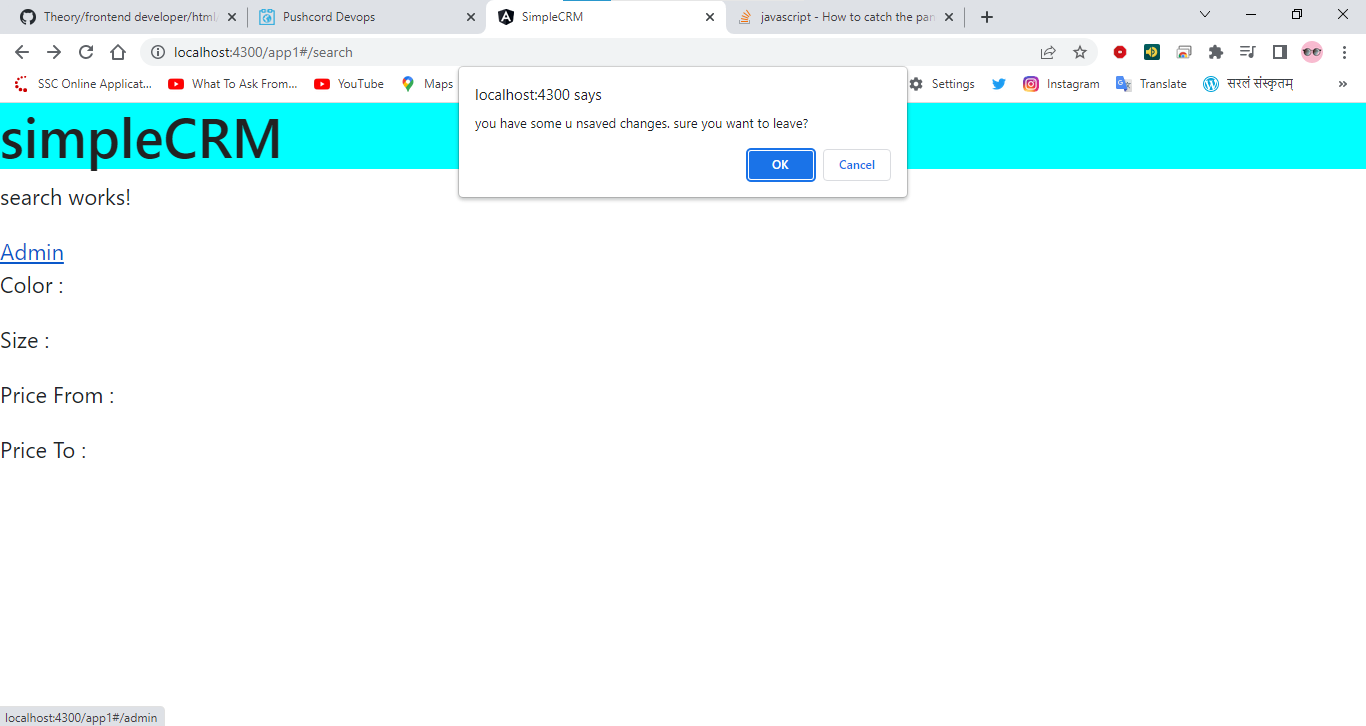 Theory/frontend developer/html
Pushcord Devops
SimpleCRM
javascript - How to catch the par
localhost:4300/app1#/search
SSC Online Applicat...
What To Ask From...
YouTube
Maps
Settings
Instagram
Translate
सरलं संस्कृतम्
localhost:4300 says
you have some u nsaved changes. sure you want to leave?
OK
Cancel
simpleCRM
search works!
Admin
Color :
Size :
Price From :
Price To :
localhost:4300/app1#/admin